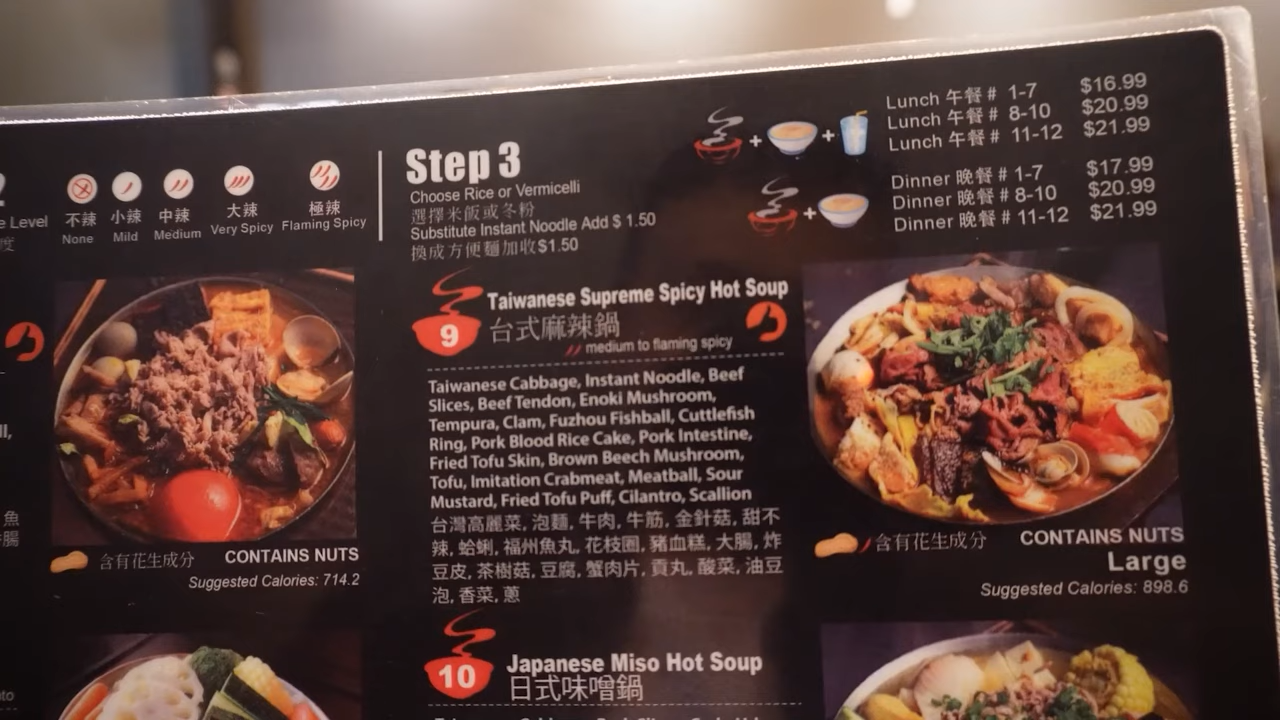 e Level
度
不辣
None
小辣
Mild
中辣
Medium
大辣
Very Spicy
極辣
Flaming Spicy
Step 3
Choose Rice or Vermicelli
選擇米飯或冬粉
Substitute Instant Noodle Add $ 1.50
換成方便麵加收$1.50
Lunch 午餐 # 1-7 $16.99
Lunch 午餐 # 8-10 $20.99
Lunch 午餐 # 11-12 $21.99
Dinner 晚餐 # 1-7 $17.99
Dinner 晚餐 # 8-10 $20.99
Dinner 晚餐 # 11-12 $21.99
魚
腸
含有花生成分 CONTAINS NUTS
Suggested Calories: 714.2
9 Taiwanese Supreme Spicy Hot Soup
台式麻辣鍋
medium to flaming spicy
Taiwanese Cabbage, Instant Noodle, Beef
Slices, Beef Tendon, Enoki Mushroom,
Tempura, Clam, Fuzhou Fishball, Cuttlefish
Ring, Pork Blood Rice Cake, Pork Intestine,
Fried Tofu Skin, Brown Beech Mushroom,
Tofu, Imitation Crabmeat, Meatball, Sour
Mustard, Fried Tofu Puff, Cilantro, Scallion
台灣高麗菜, 泡麵, 牛肉, 牛筋, 金針菇, 甜不
辣, 蛤蜊, 福州魚丸, 花枝圈, 豬血糕, 大腸, 炸
豆皮, 茶樹菇, 豆腐, 蟹肉片, 貢丸, 酸菜, 油豆
泡, 香菜, 蔥
含有花生成分 CONTAINS NUTS
Large
Suggested Calories: 898.6
10 Japanese Miso Hot Soup
日式味噌鍋